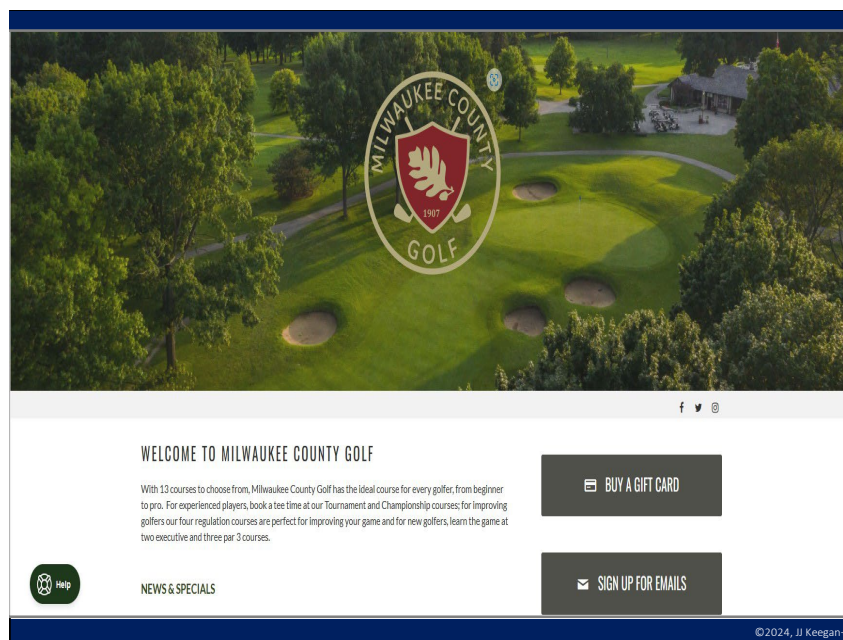 MILWAUKEE COUNTY
1907
GOLF
WELCOME TO MILWAUKEE COUNTY GOLF
With 13 courses to choose from, Milwaukee County Golf has the ideal course for every golfer, from beginner
to pro. For experienced players, book a tee time at our Tournament and Championship courses; for improving
golfers our four regulation courses are perfect for improving your game and for new golfers, learn the game at
two executive and three par 3 courses.
NEWS & SPECIALS
BUY A GIFT CARD
SIGN UP FOR EMAILS
Help
©2024, JJ Keegan+